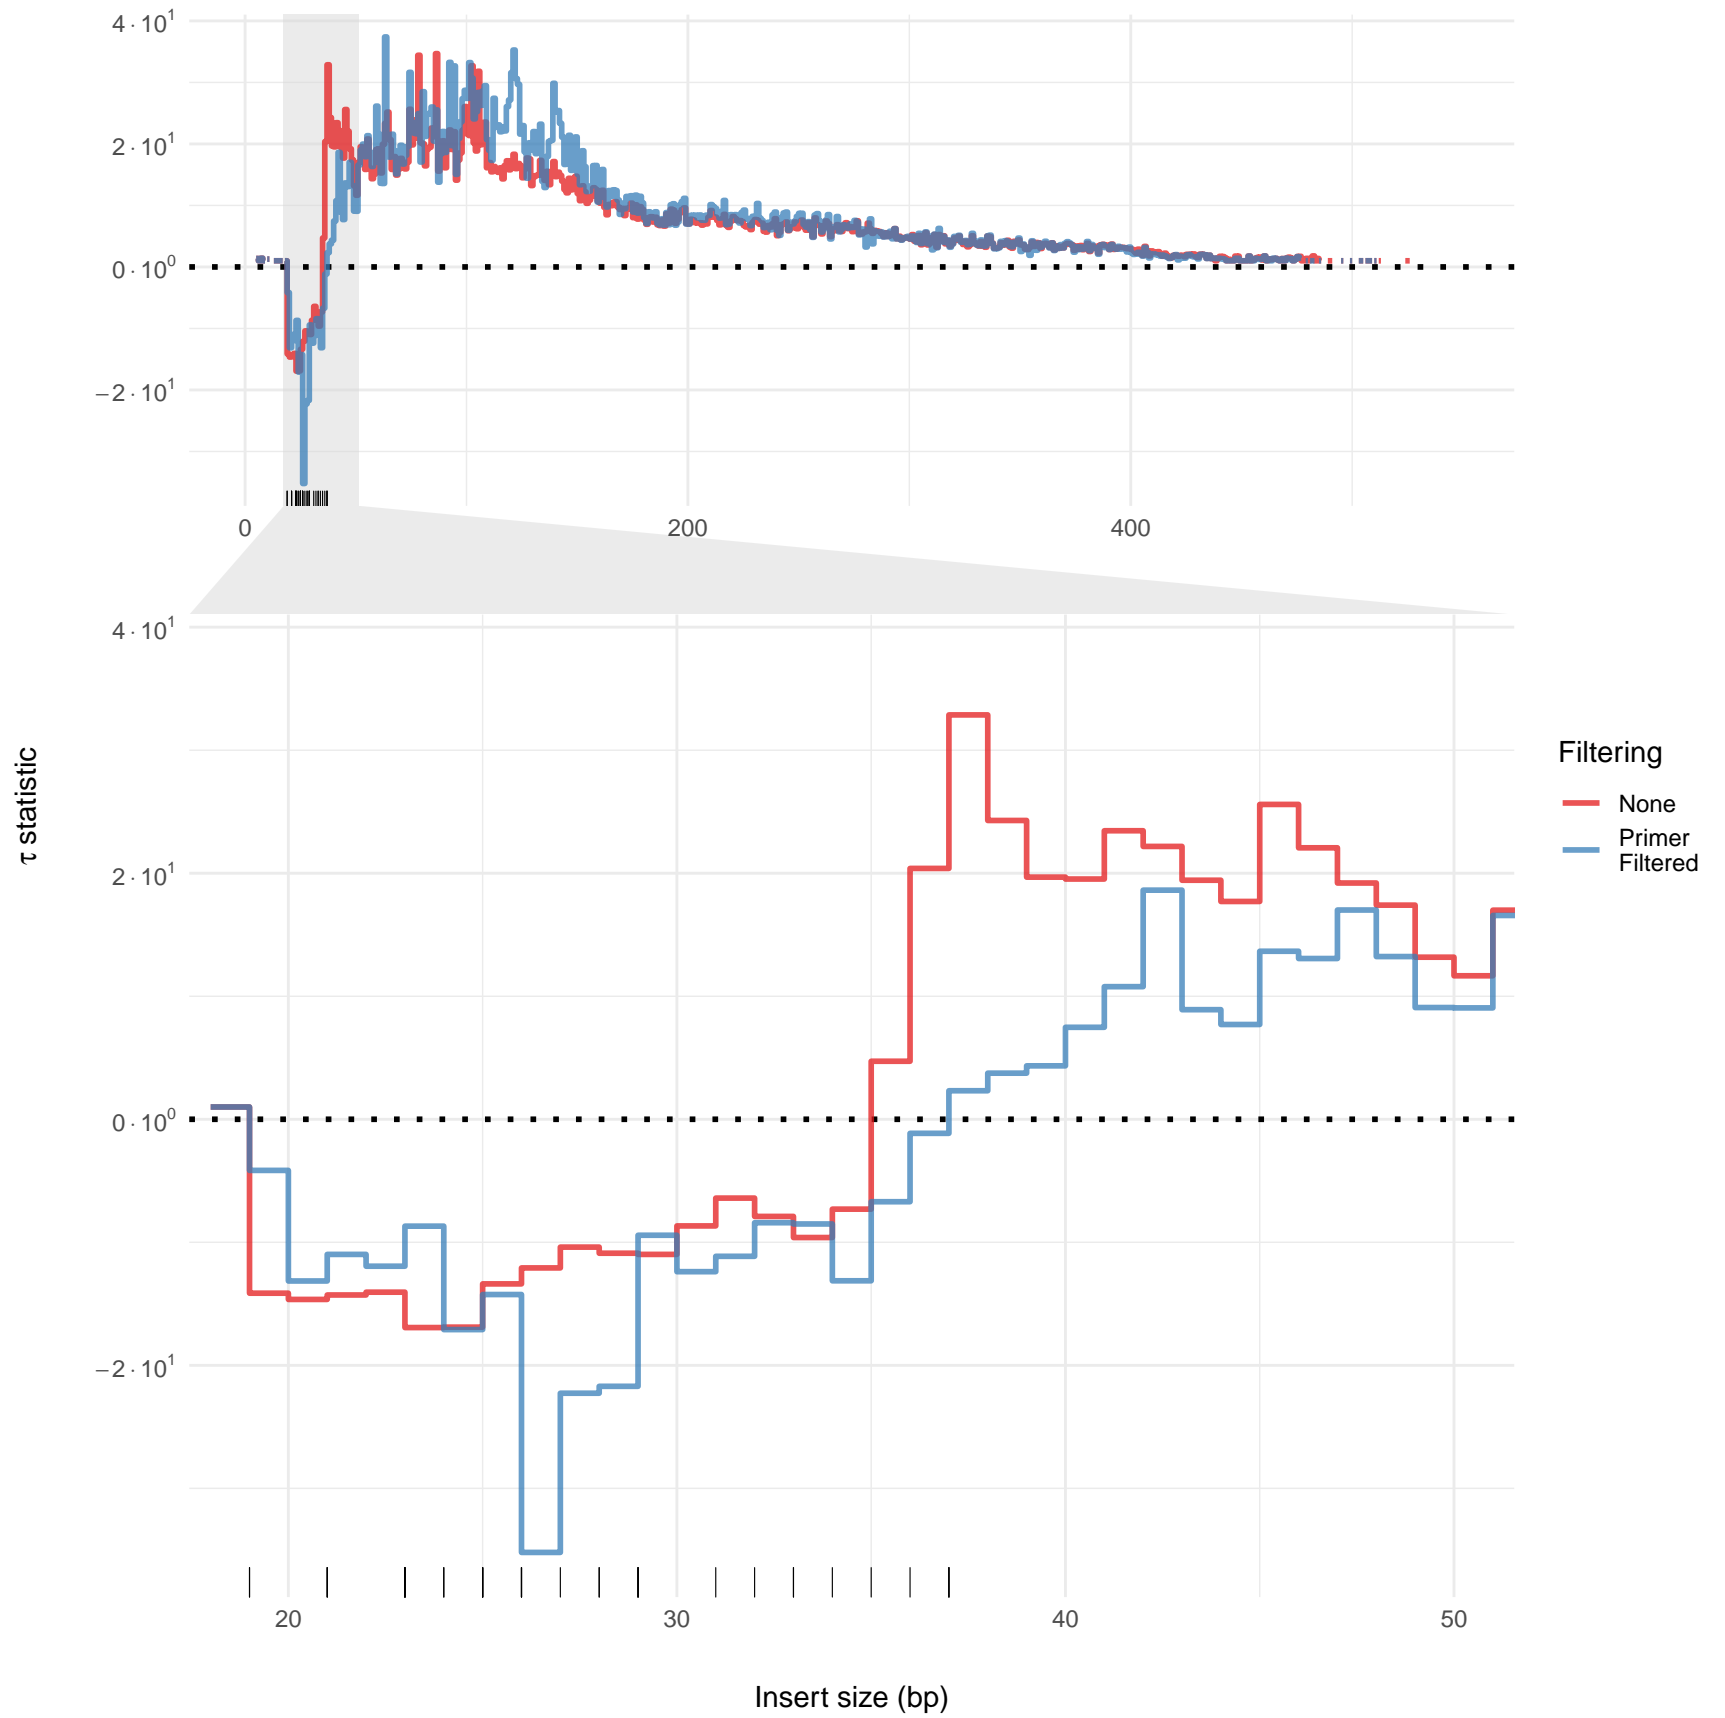 4·10¹
2·10¹
0·10⁰
−2·10¹
0
200
400
4·10¹
2·10¹
0·10⁰
−2·10¹
20
30
40
50
τ statistic
Insert size (bp)
Filtering
None
Primer
Filtered